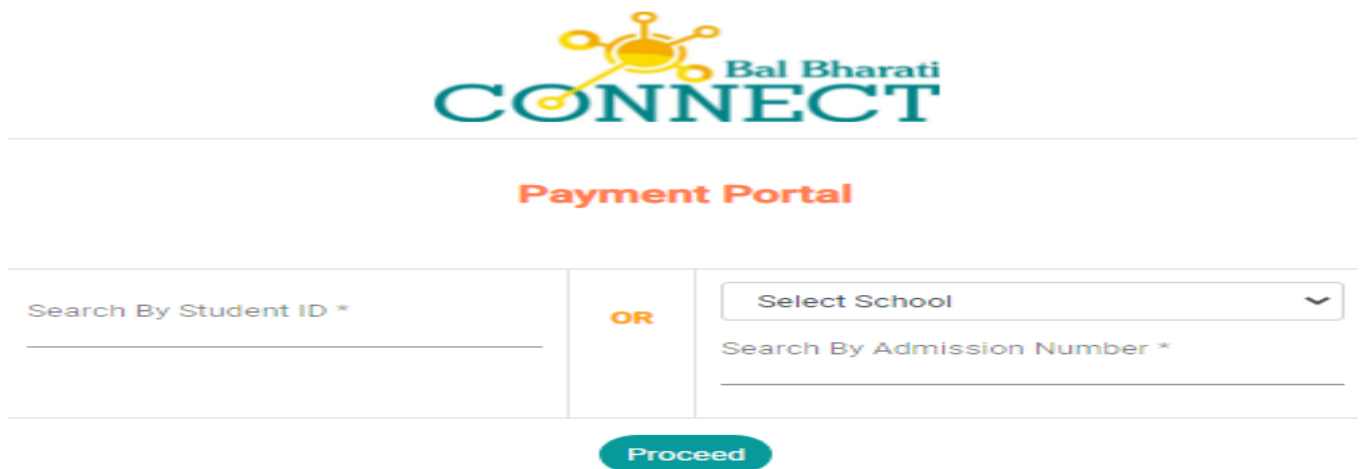 Bal Bharati
CONNECT
Payment Portal
Search By Student ID *
OR
Select School
Search By Admission Number *
Proceed